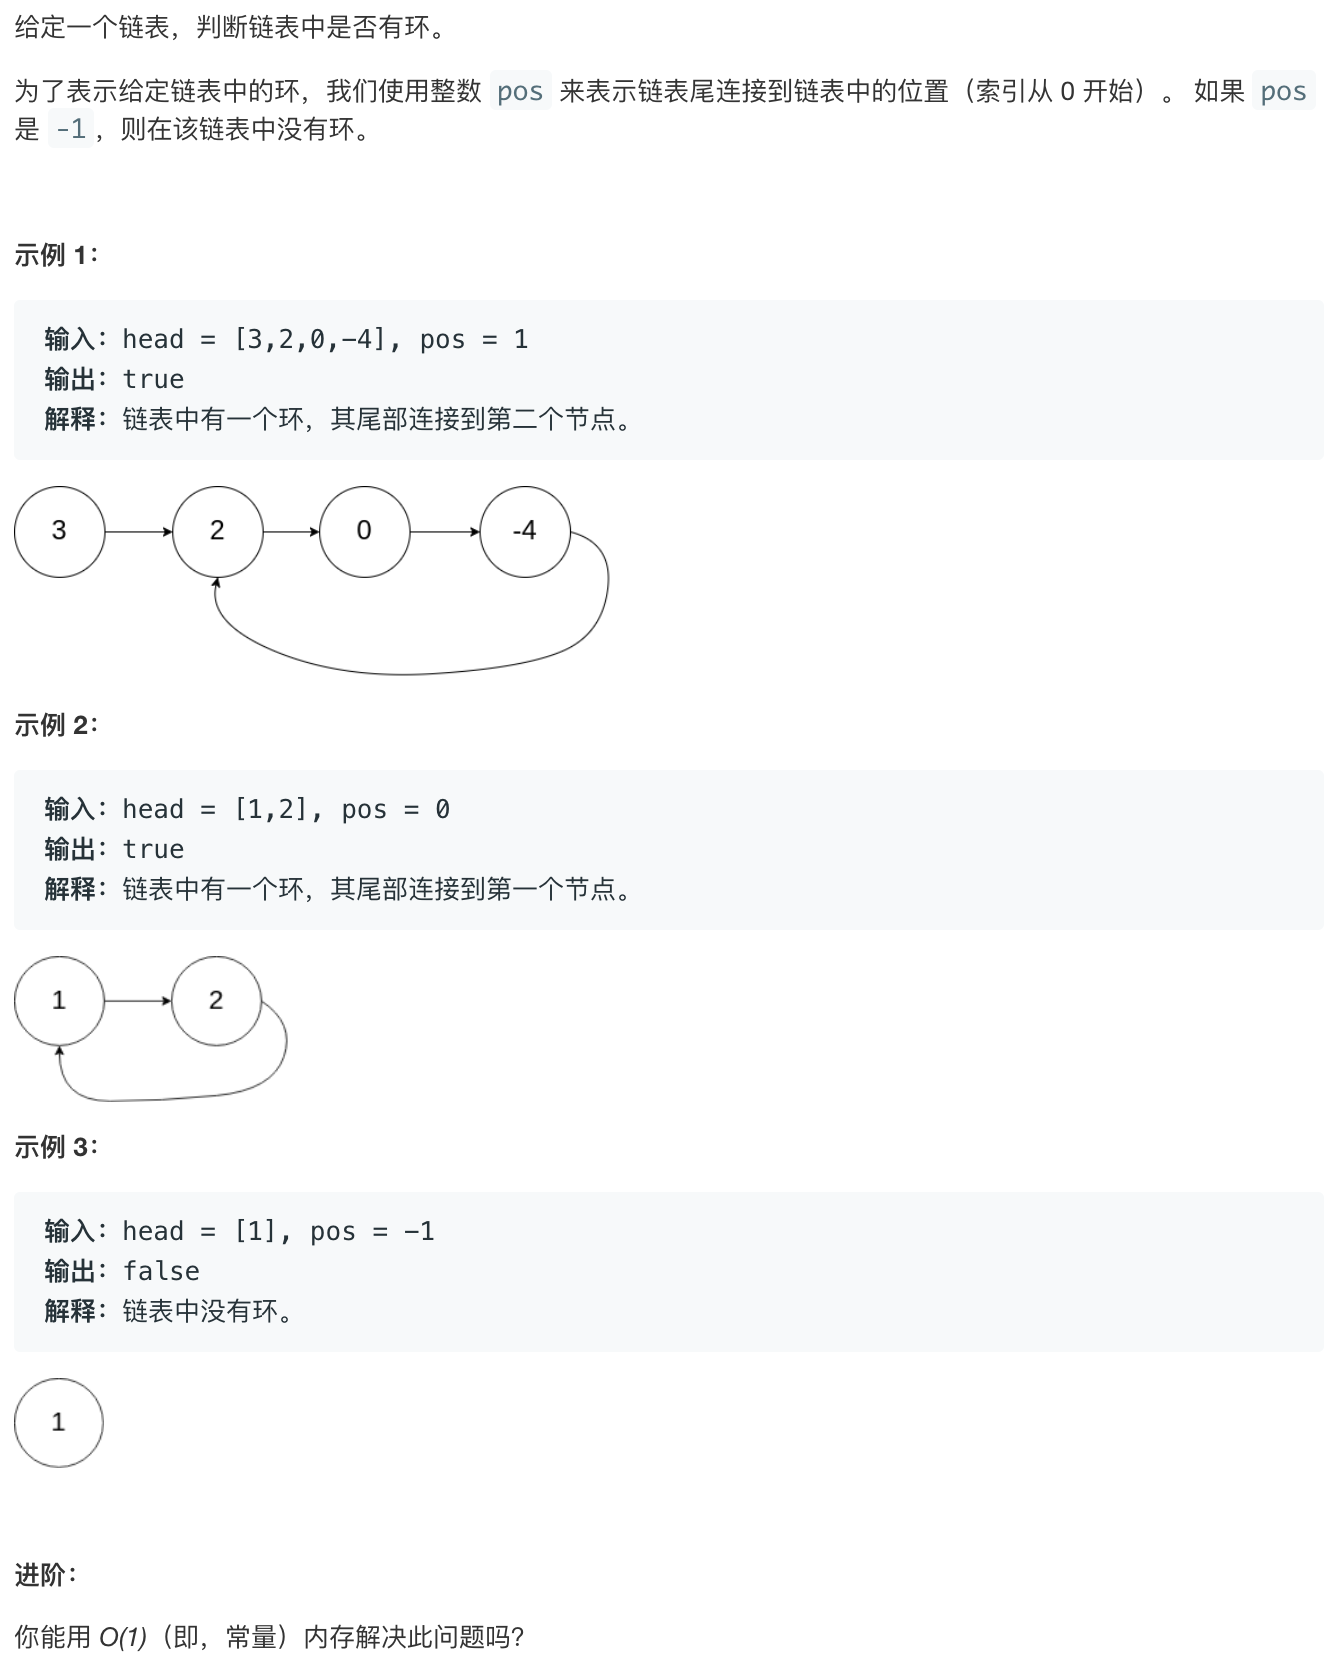 给定一个链表，判断链表中是否有环。
为了表示给定链表中的环，我们使用整数 pos 来表示链表尾连接到链表中的位置（索引从 0 开始）。 如果 pos
是 -1，则在该链表中没有环。
示例 1：
输入：head = [3,2,0,-4], pos = 1
输出：true
解释：链表中有一个环，其尾部连接到第二个节点。
3 2 0 -4
示例 2：
输入：head = [1,2], pos = 0
输出：true
解释：链表中有一个环，其尾部连接到第一个节点。
1 2
示例 3：
输入：head = [1], pos = -1
输出：false
解释：链表中没有环。
1
进阶：
你能用 O(1)（即，常量）内存解决此问题吗？